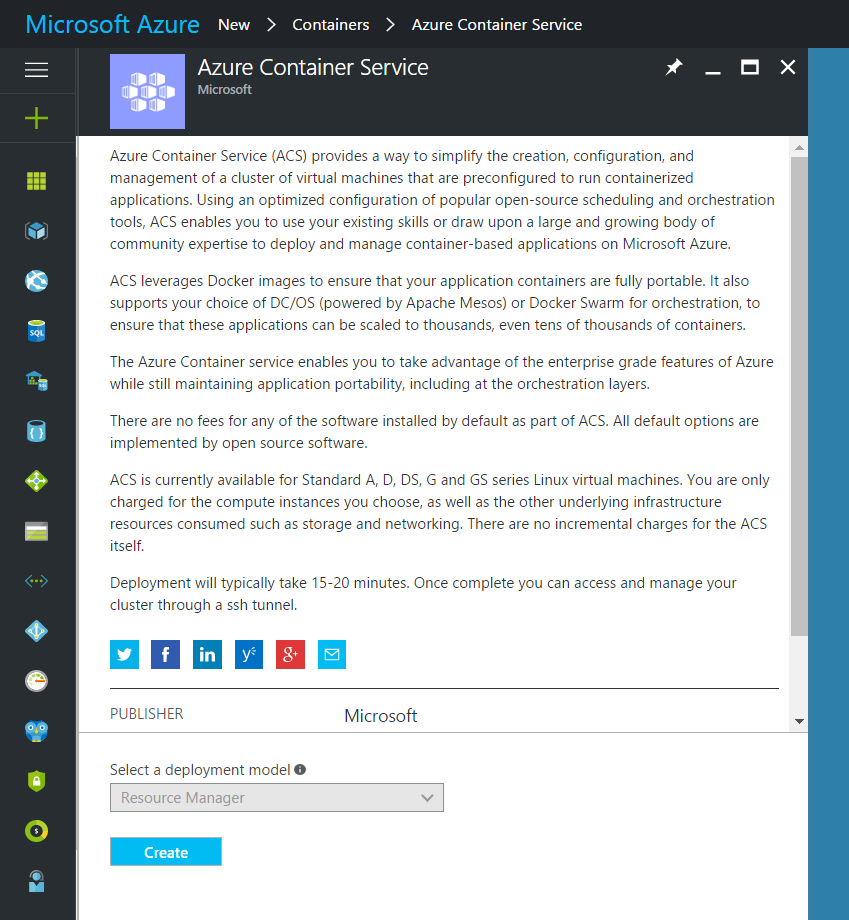 Microsoft Azure New > Containers > Azure Container Service
Azure Container Service
Microsoft
Azure Container Service (ACS) provides a way to simplify the creation, configuration, and
management of a cluster of virtual machines that are preconfigured to run containerized
applications. Using an optimized configuration of popular open-source scheduling and orchestration
tools, ACS enables you to use your existing skills or draw upon a large and growing body of
community expertise to deploy and manage container-based applications on Microsoft Azure.
ACS leverages Docker images to ensure that your application containers are fully portable. It also
supports your choice of DC/OS (powered by Apache Mesos) or Docker Swarm for orchestration, to
ensure that these applications can be scaled to thousands, even tens of thousands of containers.
The Azure Container service enables you to take advantage of the enterprise grade features of Azure
while still maintaining application portability, including at the orchestration layers.
There are no fees for any of the software installed by default as part of ACS. All default options are
implemented by open source software.
ACS is currently available for Standard A, D, DS, G and GS series Linux virtual machines. You are only
charged for the compute instances you choose, as well as the other underlying infrastructure
resources consumed such as storage and networking. There are no incremental charges for the ACS
itself.
Deployment will typically take 15-20 minutes. Once complete you can access and manage your
cluster through a ssh tunnel.
f in y g+
PUBLISHER Microsoft
Select a deployment model
Resource Manager
Create
SQL